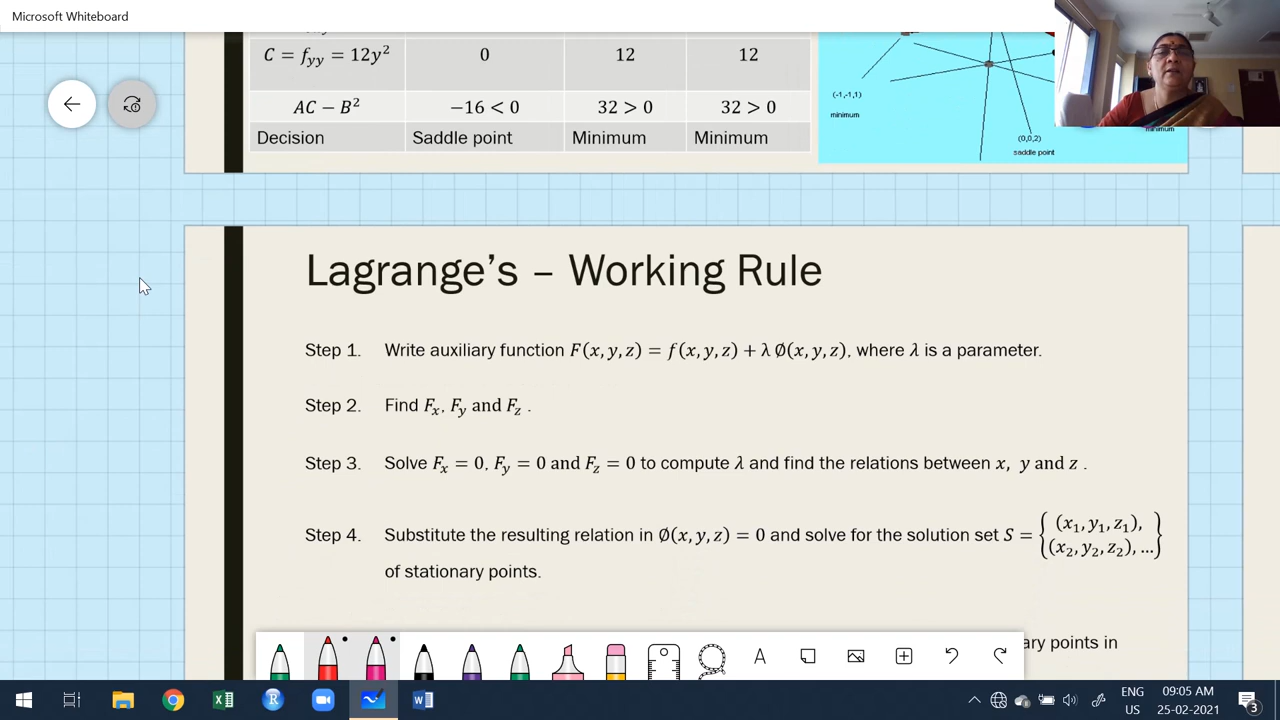 Microsoft Whiteboard
C = f_yy = 12y² 0 12 12
AC − B² −16 < 0 32 > 0 32 > 0
Decision Saddle point Minimum Minimum
(-1,-1,1)
minimum
(0,0,2)
saddle point
minimum
Lagrange's – Working Rule
Step 1. Write auxiliary function F(x, y, z) = f(x, y, z) + λ Ø(x, y, z), where λ is a parameter.
Step 2. Find F_x, F_y and F_z .
Step 3. Solve F_x = 0, F_y = 0 and F_z = 0 to compute λ and find the relations between x, y and z .
Step 4. Substitute the resulting relation in Ø(x, y, z) = 0 and solve for the solution set S = { (x₁, y₁, z₁), (x₂, y₂, z₂), … }
of stationary points.
ary points in
A
ENG
US
09:05 AM
25-02-2021
3